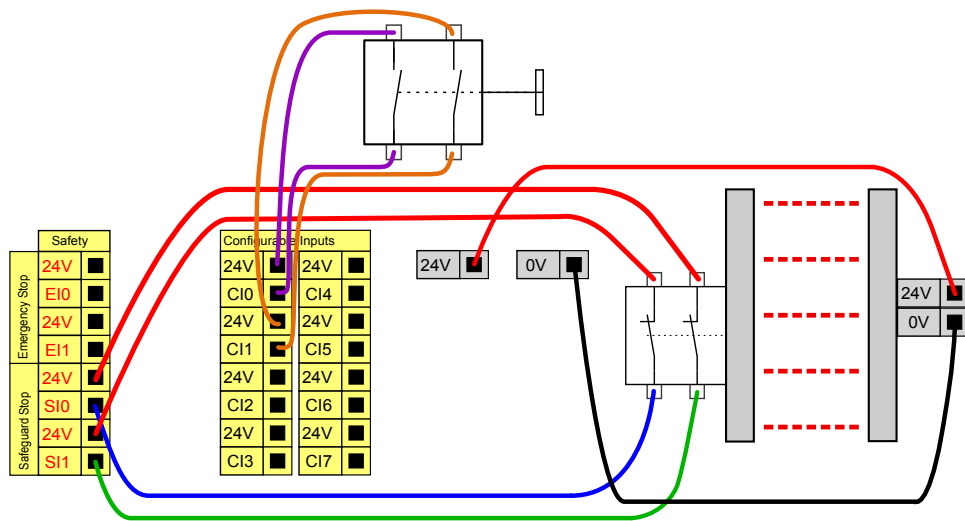 Safety
Emergency Stop
24V
EI0
24V
EI1
Safeguard Stop
24V
SI0
24V
SI1
Configurable Inputs
24V 24V
CI0 CI4
24V 24V
CI1 CI5
24V 24V
CI2 CI6
24V 24V
CI3 CI7
24V
0V
24V
0V